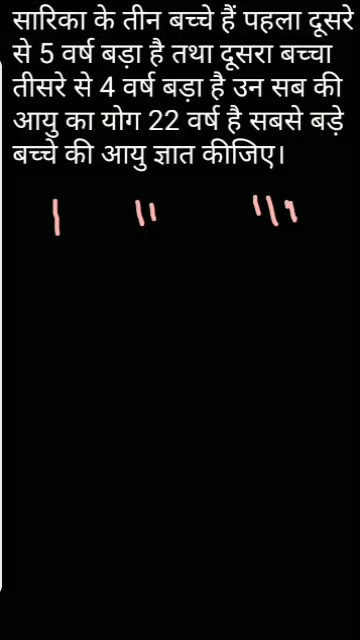 सारिका के तीन बच्चे हैं पहला दूसरे
से 5 वर्ष बड़ा है तथा दूसरा बच्चा
तीसरे से 4 वर्ष बड़ा है उन सब की
आयु का योग 22 वर्ष है सबसे बड़े
बच्चे की आयु ज्ञात कीजिए।
I II III